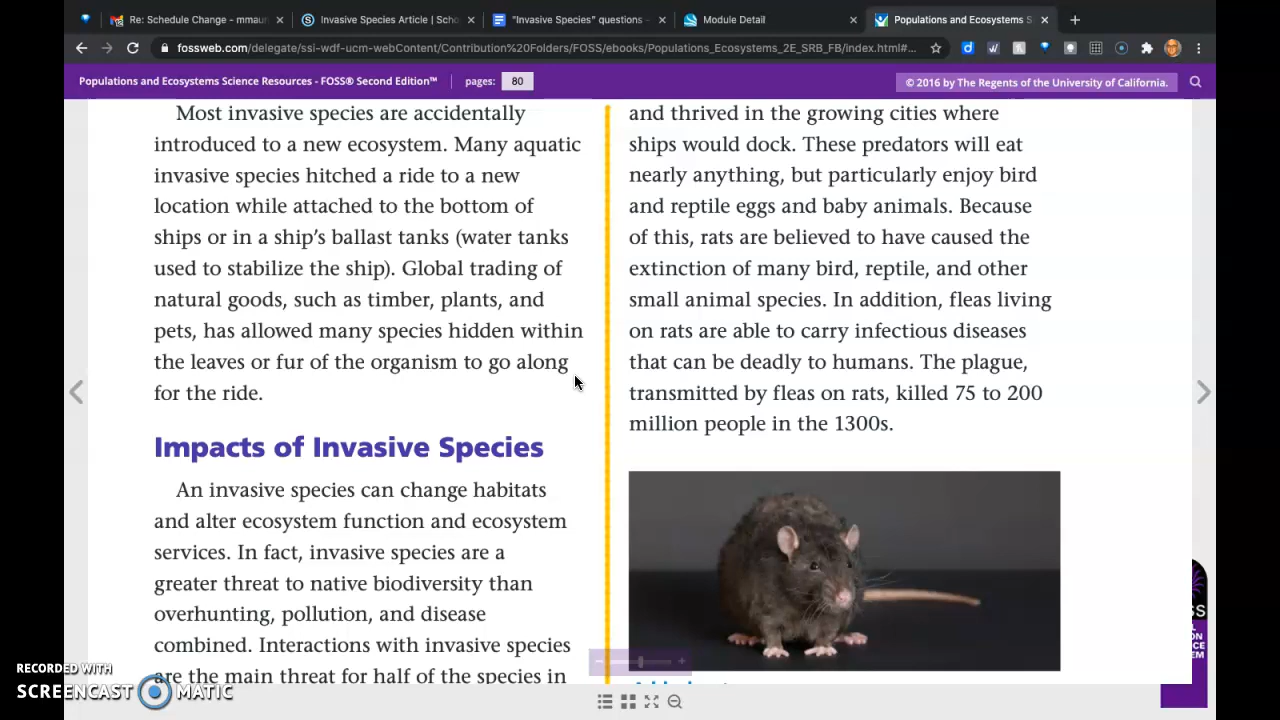 Re: Schedule Change - mmau
Invasive Species Article | Scho
"Invasive Species" questions -
Module Detail
Populations and Ecosystems S
fossweb.com/delegate/ssi-wdf-ucm-webContent/Contribution%20Folders/FOSS/ebooks/Populations_Ecosystems_2E_SRB_FB/index.html#...
Populations and Ecosystems Science Resources - FOSS® Second Edition™
pages: 80
© 2016 by The Regents of the University of California.
Most invasive species are accidentally
introduced to a new ecosystem. Many aquatic
invasive species hitched a ride to a new
location while attached to the bottom of
ships or in a ship's ballast tanks (water tanks
used to stabilize the ship). Global trading of
natural goods, such as timber, plants, and
pets, has allowed many species hidden within
the leaves or fur of the organism to go along
for the ride.
Impacts of Invasive Species
An invasive species can change habitats
and alter ecosystem function and ecosystem
services. In fact, invasive species are a
greater threat to native biodiversity than
overhunting, pollution, and disease
combined. Interactions with invasive species
are the main threat for half of the species in
and thrived in the growing cities where
ships would dock. These predators will eat
nearly anything, but particularly enjoy bird
and reptile eggs and baby animals. Because
of this, rats are believed to have caused the
extinction of many bird, reptile, and other
small animal species. In addition, fleas living
on rats are able to carry infectious diseases
that can be deadly to humans. The plague,
transmitted by fleas on rats, killed 75 to 200
million people in the 1300s.
RECORDED WITH
SCREENCAST MATIC